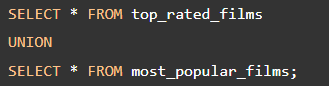 SELECT * FROM top_rated_films
UNION
SELECT * FROM most_popular_films;